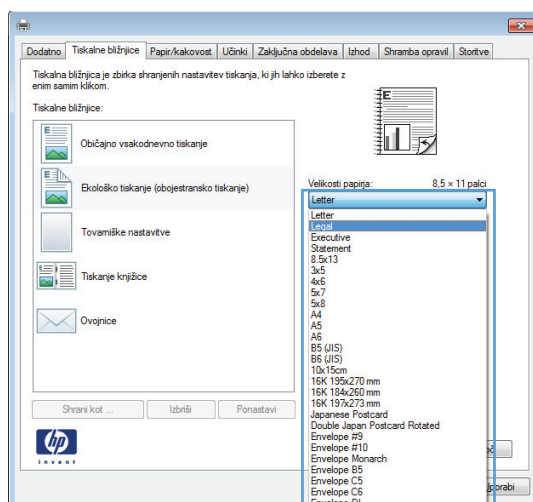 Dodatno Tiskalne bližnjice Papir/kakovost Učinki Zaključna obdelava Izhod Shramba opravil Storitve
Tiskalna bližnjica je zbirka shranjenih nastavitev tiskanja, ki jih lahko izberete z
enim samim klikom.
Tiskalne bližnjice:
E
E
Običajno vsakodnevno tiskanje
E
Ekološko tiskanje (obojestransko tiskanje)
Tovarniške nastavitve
Tiskanje knjižice
Ovojnice
Velikosti papirja: 8,5 × 11 palci
Letter
Letter
Legal
Executive
Statement
8.5x13
3x5
4x6
5x7
5x8
A4
A5
A6
B5 (JIS)
B6 (JIS)
10x15cm
16K 195x270 mm
16K 184x260 mm
16K 197x273 mm
Japanese Postcard
Double Japan Postcard Rotated
Envelope #9
Envelope #10
Envelope Monarch
Envelope B5
Envelope C5
Envelope C6
Shrani kot ... Izbriši Ponastavi
hp
invent